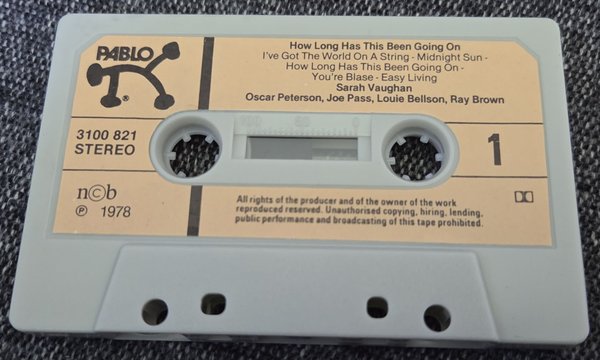 PABLO
®
How Long Has This Been Going On
I've Got The World On A String - Midnight Sun -
How Long Has This Been Going On -
You're Blase - Easy Living
Sarah Vaughan
Oscar Peterson, Joe Pass, Louie Bellson, Ray Brown
3100 821
STEREO
100 50 0
1
n©b
℗ 1978
All rights of the producer and of the owner of the work
reproduced reserved. Unauthorised copying, hiring, lending,
public performance and broadcasting of this tape prohibited.